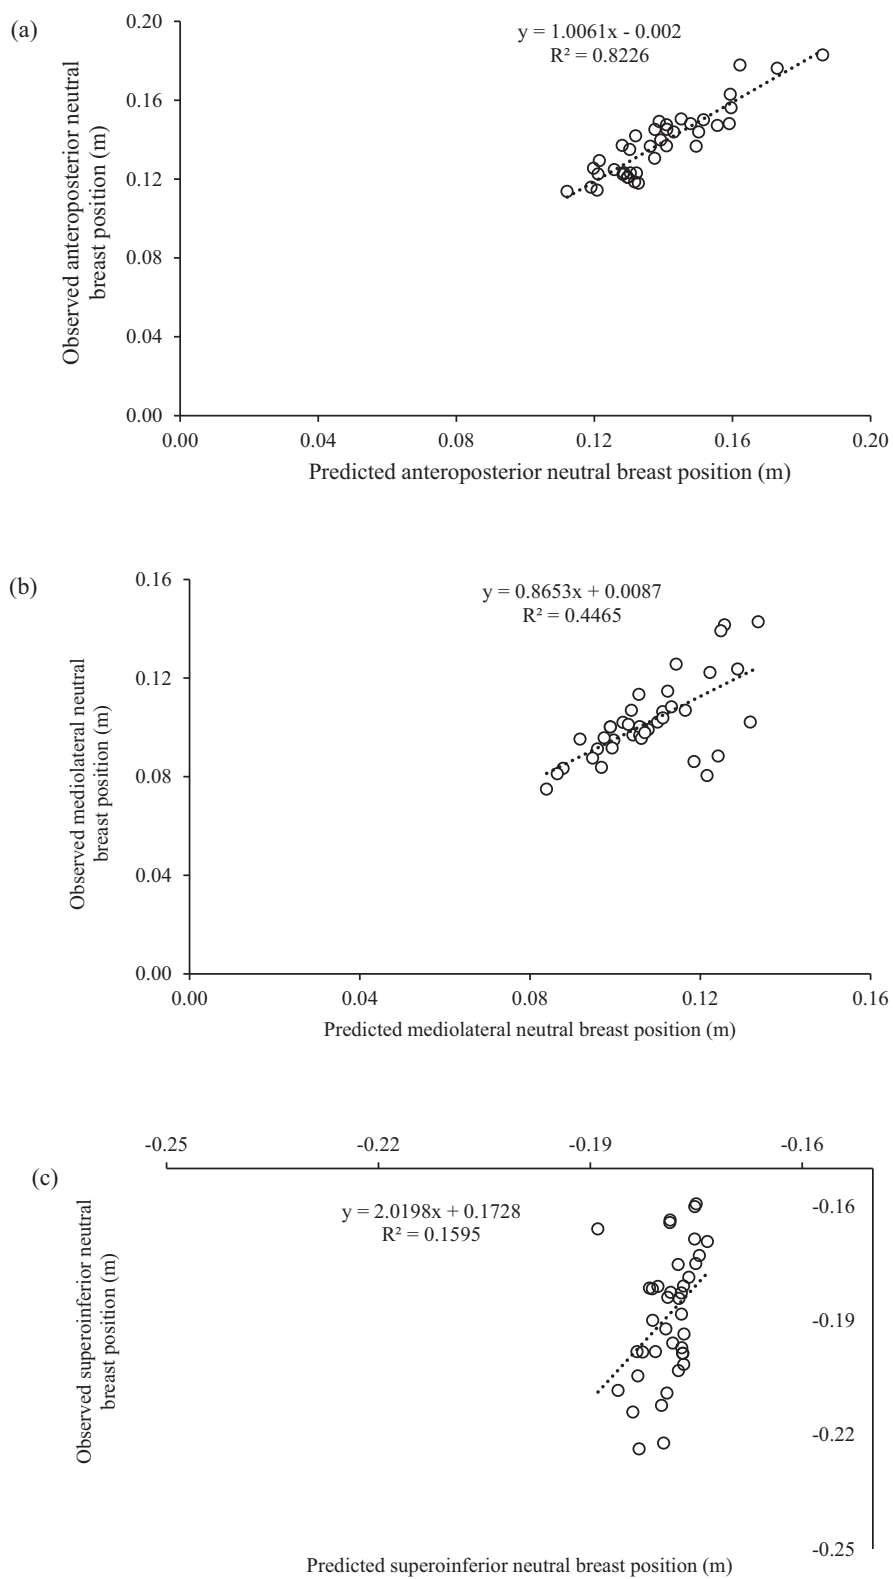 (a)
y = 1.0061x - 0.002
R² = 0.8226
Observed anteroposterior neutral
breast position (m)
0.20
0.16
0.12
0.08
0.04
0.00
0.00 0.04 0.08 0.12 0.16 0.20
Predicted anteroposterior neutral breast position (m)
(b)
y = 0.8653x + 0.0087
R² = 0.4465
Observed mediolateral neutral
breast position (m)
0.16
0.12
0.08
0.04
0.00
0.00 0.04 0.08 0.12 0.16
Predicted mediolateral neutral breast position (m)
-0.25 -0.22 -0.19 -0.16
(c)
y = 2.0198x + 0.1728
R² = 0.1595
Observed superoinferior neutral
breast position (m)
-0.16
-0.19
-0.22
-0.25
Predicted superoinferior neutral breast position (m)